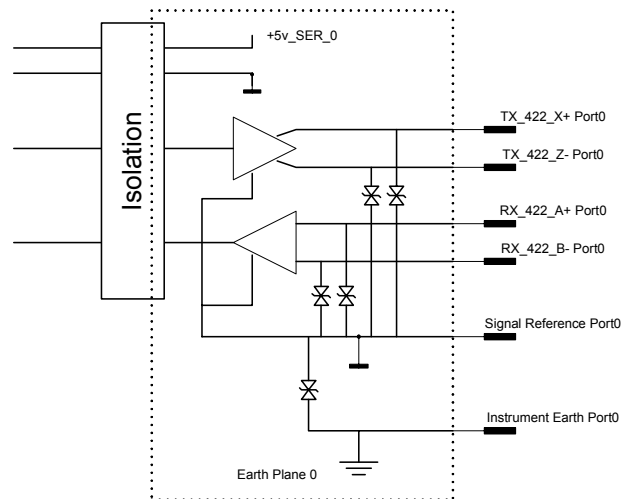 +5v_SER_0
Isolation
TX_422_X+ Port0
TX_422_Z- Port0
RX_422_A+ Port0
RX_422_B- Port0
Signal Reference Port0
Instrument Earth Port0
Earth Plane 0